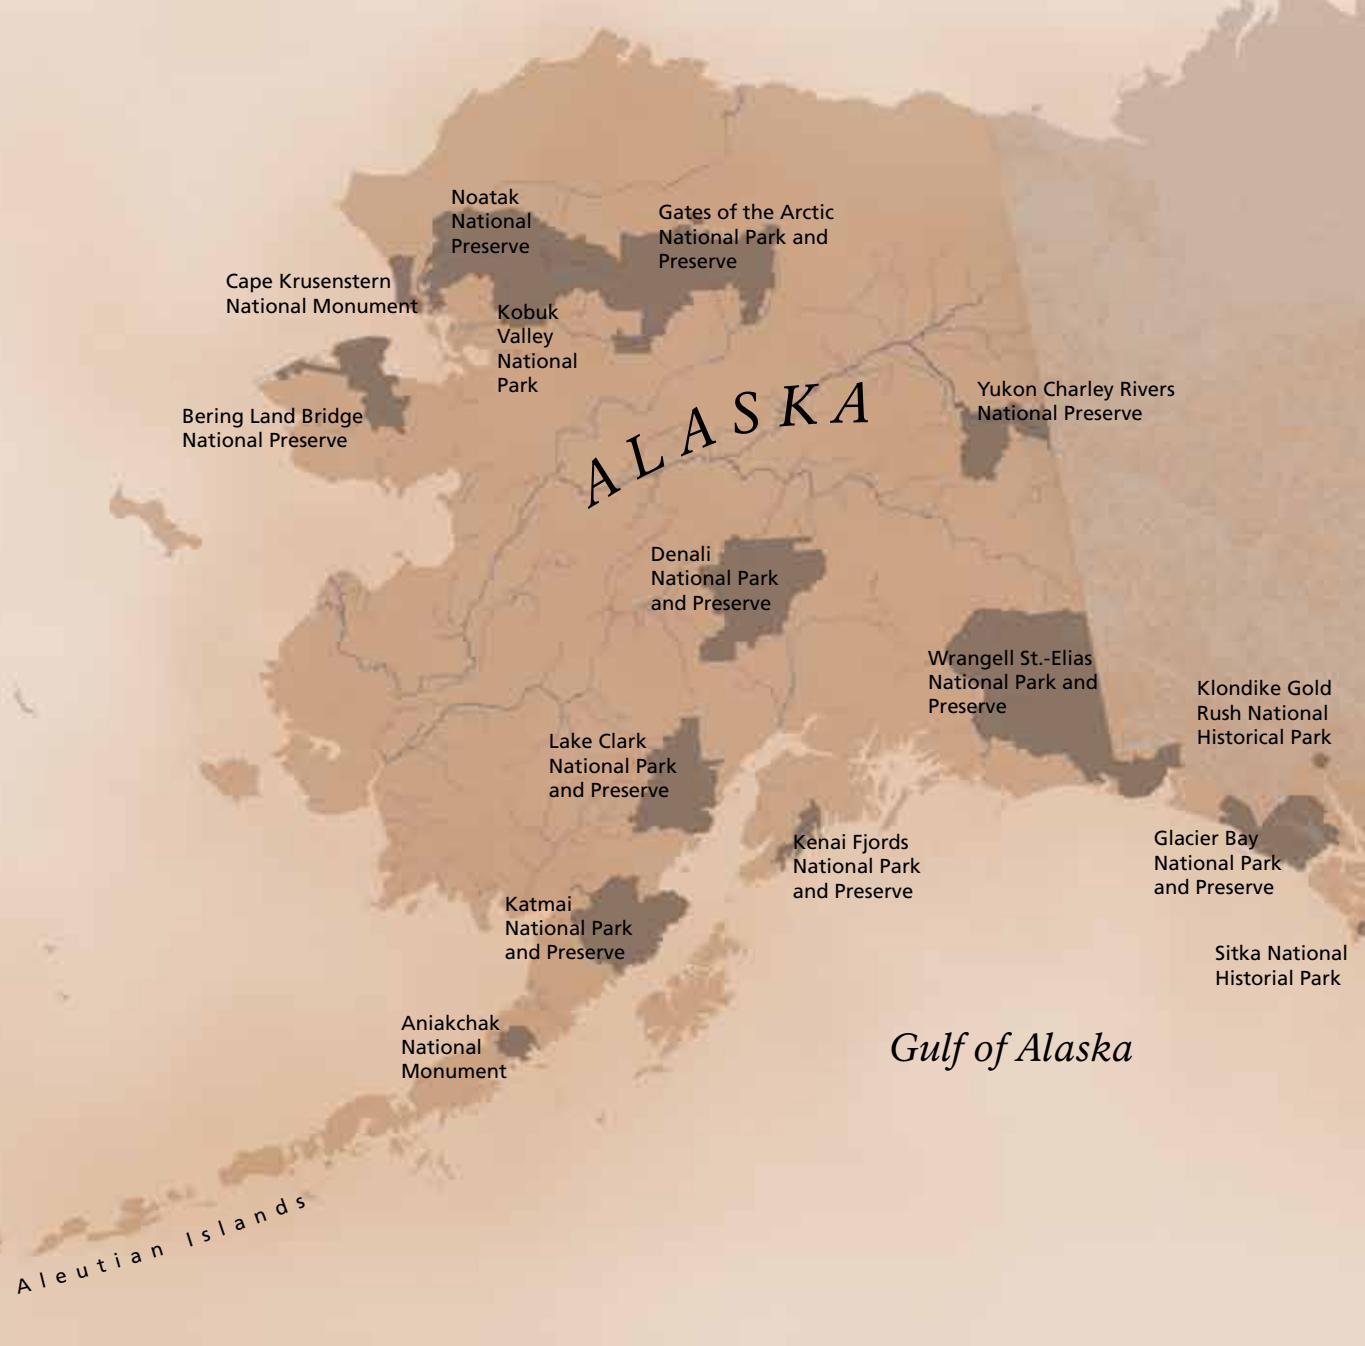 Noatak
National
Preserve
Gates of the Arctic
National Park and
Preserve
Cape Krusenstern
National Monument
Kobuk
Valley
National
Park
ALASKA
Yukon Charley Rivers
National Preserve
Bering Land Bridge
National Preserve
Denali
National Park
and Preserve
Wrangell St.-Elias
National Park and
Preserve
Klondike Gold
Rush National
Historical Park
Lake Clark
National Park
and Preserve
Kenai Fjords
National Park
and Preserve
Glacier Bay
National Park
and Preserve
Katmai
National Park
and Preserve
Sitka National
Historial Park
Aniakchak
National
Monument
Gulf of Alaska
Aleutian Islands